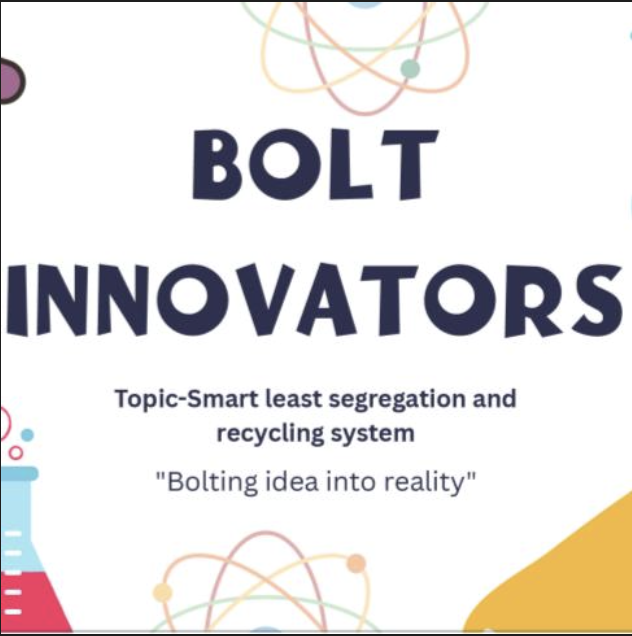 BOLT
INNOVATORS
Topic-Smart least segregation and
recycling system
"Bolting idea into reality"